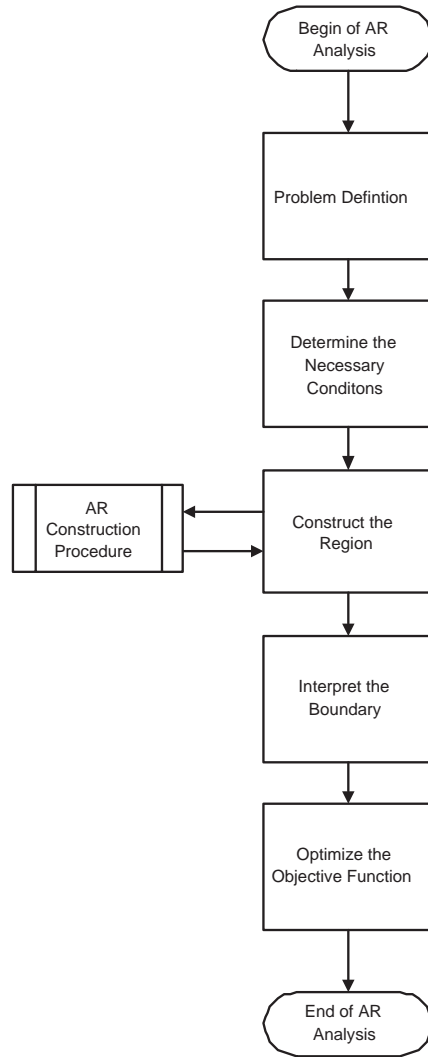 Begin of AR
Analysis
Problem Defintion
Determine the
Necessary
Conditons
AR
Construction
Procedure
Construct the
Region
Interpret the
Boundary
Optimize the
Objective Function
End of AR
Analysis